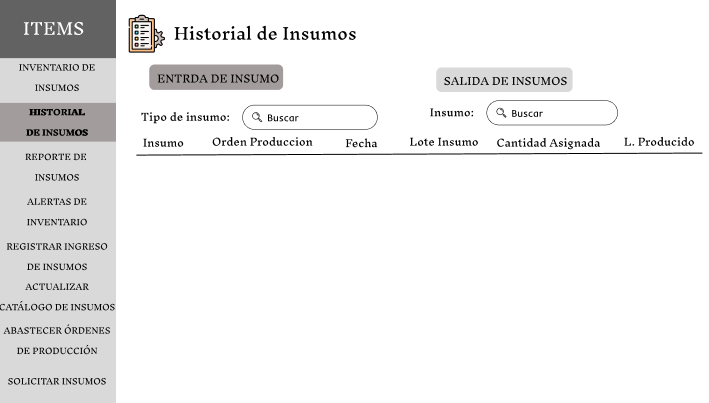 ITEMS
INVENTARIO DE
INSUMOS
HISTORIAL
DE INSUMOS
REPORTE DE
INSUMOS
ALERTAS DE
INVENTARIO
REGISTRAR INGRESO
DE INSUMOS
ACTUALIZAR
CATÁLOGO DE INSUMOS
ABASTECER ÓRDENES
DE PRODUCCIÓN
SOLICITAR INSUMOS
Historial de Insumos
ENTRDA DE INSUMO
SALIDA DE INSUMOS
Tipo de insumo: Buscar
Insumo: Buscar
Insumo Orden Produccion Fecha Lote Insumo Cantidad Asignada L. Producido